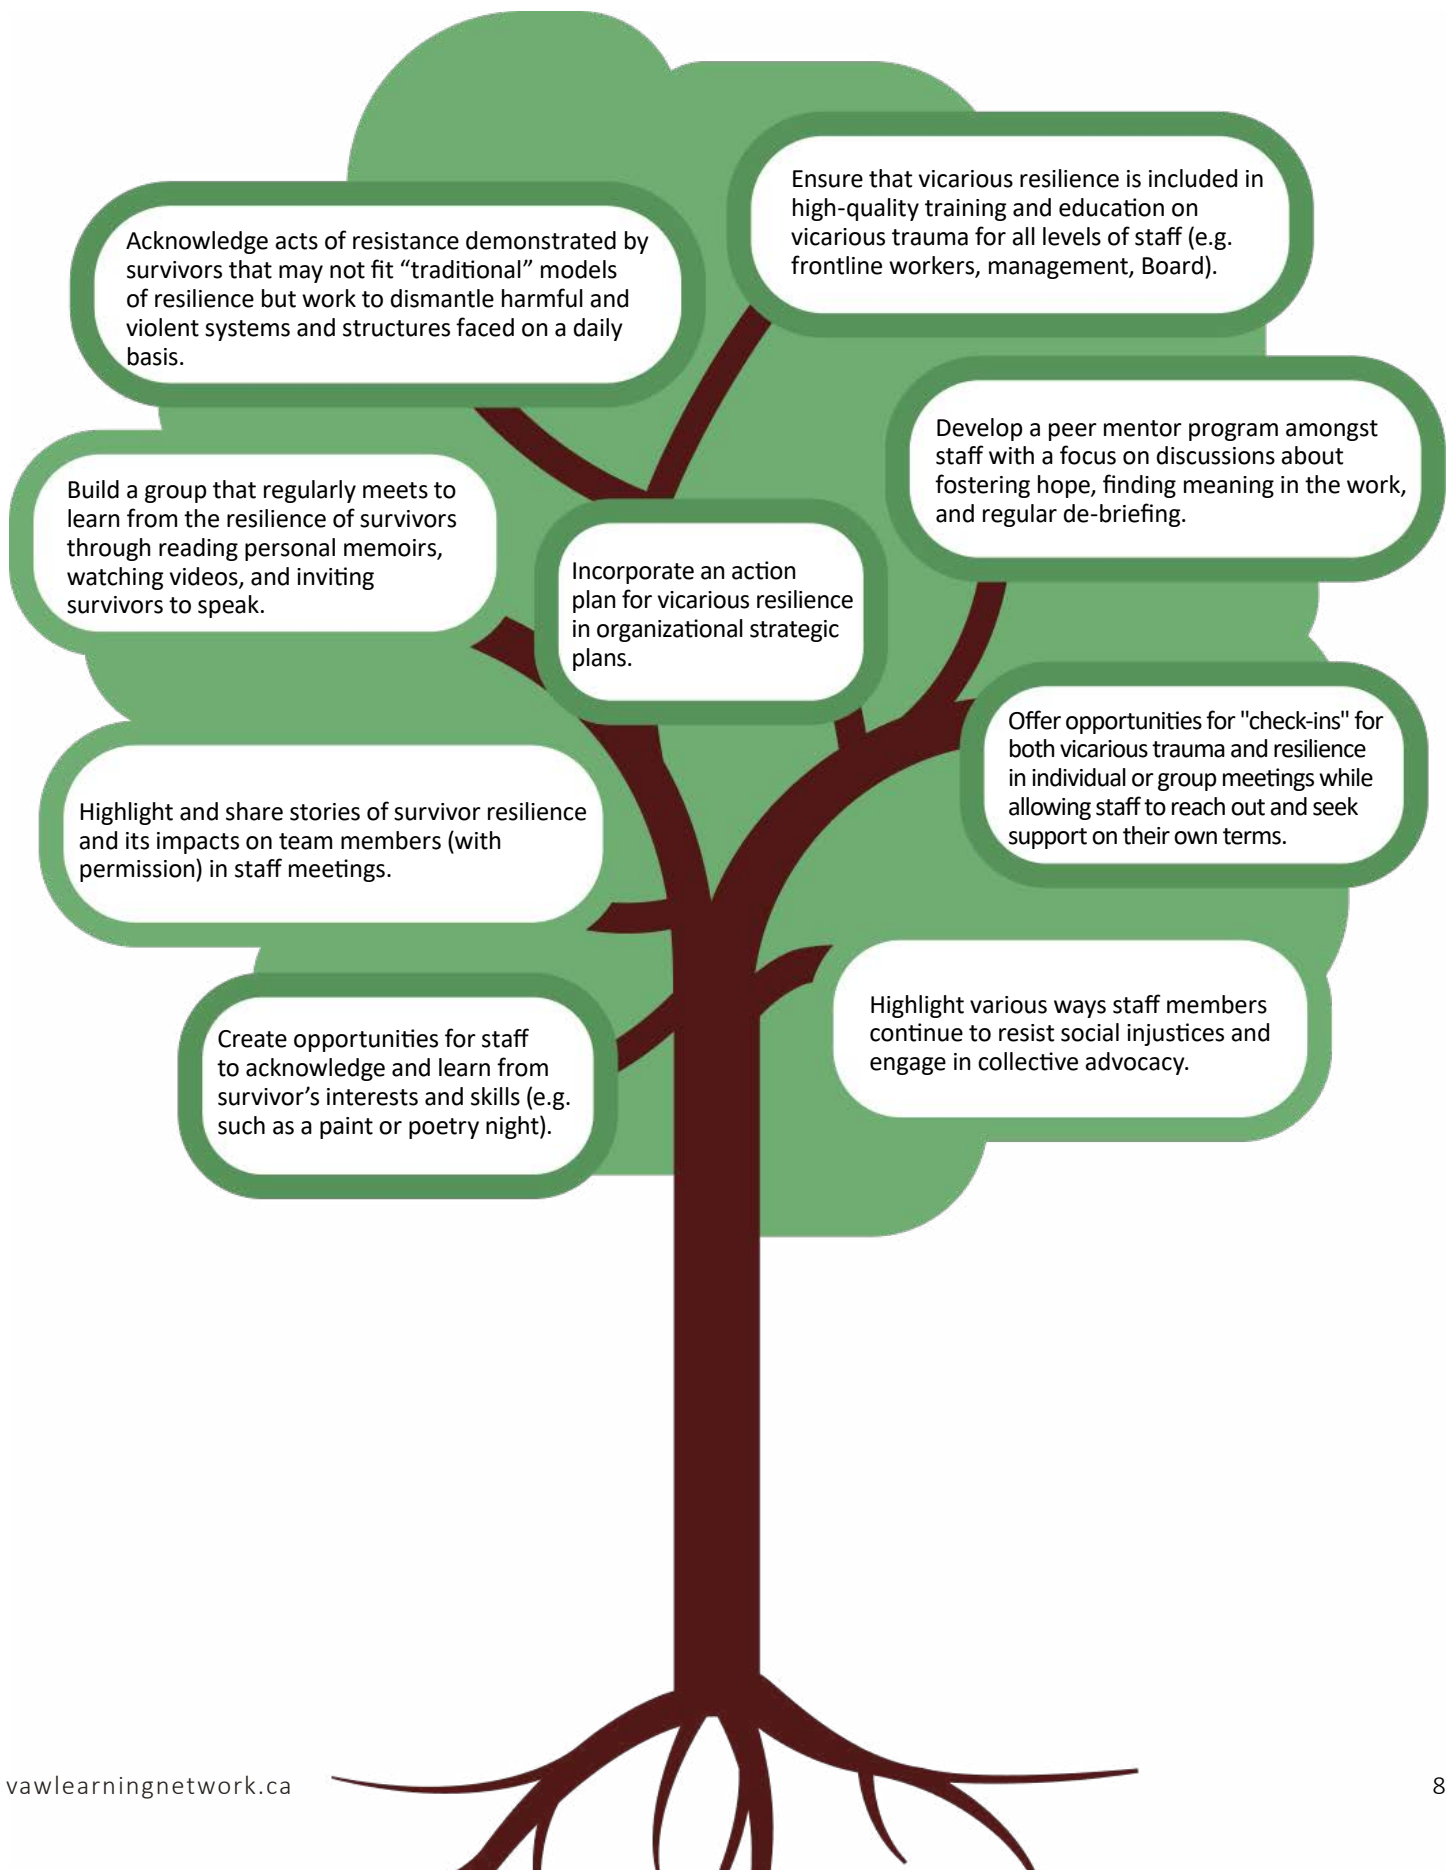 Ensure that vicarious resilience is included in
high-quality training and education on
vicarious trauma for all levels of staff (e.g.
frontline workers, management, Board).
Acknowledge acts of resistance demonstrated by
survivors that may not fit “traditional” models
of resilience but work to dismantle harmful and
violent systems and structures faced on a daily
basis.
Develop a peer mentor program amongst
staff with a focus on discussions about
fostering hope, finding meaning in the work,
and regular de-briefing.
Build a group that regularly meets to
learn from the resilience of survivors
through reading personal memoirs,
watching videos, and inviting
survivors to speak.
Incorporate an action
plan for vicarious resilience
in organizational strategic
plans.
Offer opportunities for "check-ins" for
both vicarious trauma and resilience
in individual or group meetings while
allowing staff to reach out and seek
support on their own terms.
Highlight and share stories of survivor resilience
and its impacts on team members (with
permission) in staff meetings.
Highlight various ways staff members
continue to resist social injustices and
engage in collective advocacy.
Create opportunities for staff
to acknowledge and learn from
survivor’s interests and skills (e.g.
such as a paint or poetry night).
vawlearningnetwork.ca
8